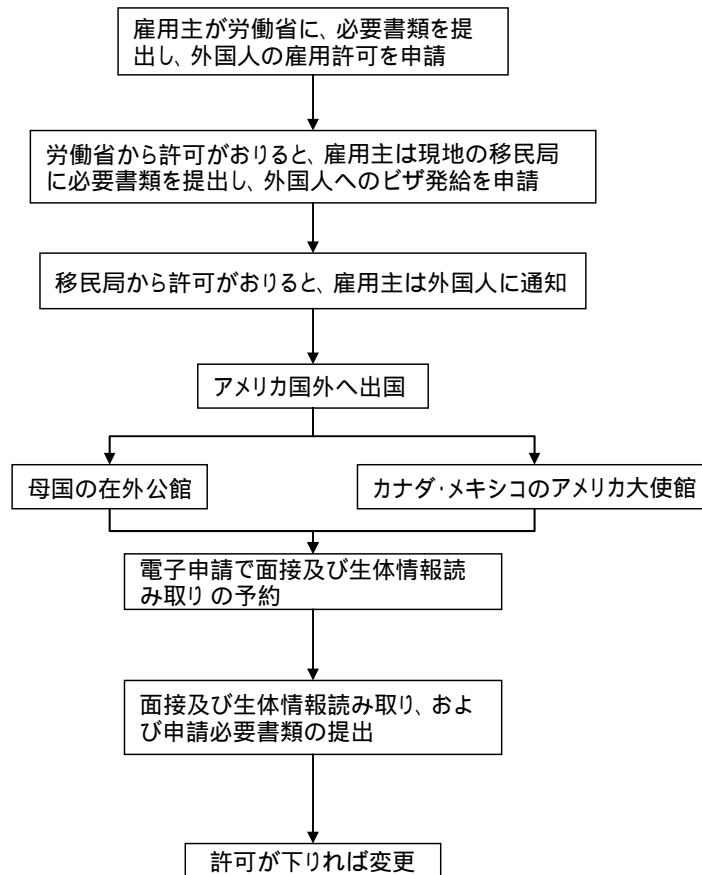 雇用主が労働省に、必要書類を提
出し、外国人の雇用許可を申請
労働省から許可がおりると、雇用主は現地の移民局
に必要書類を提出し、外国人へのビザ発給を申請
移民局から許可がおりると、雇用主は外国人に通知
アメリカ国外へ出国
母国の在外公館
カナダ・メキシコのアメリカ大使館
電子申請で面接及び生体情報読
み取りの予約
面接及び生体情報読み取り、およ
び申請必要書類の提出
許可が下りれば変更